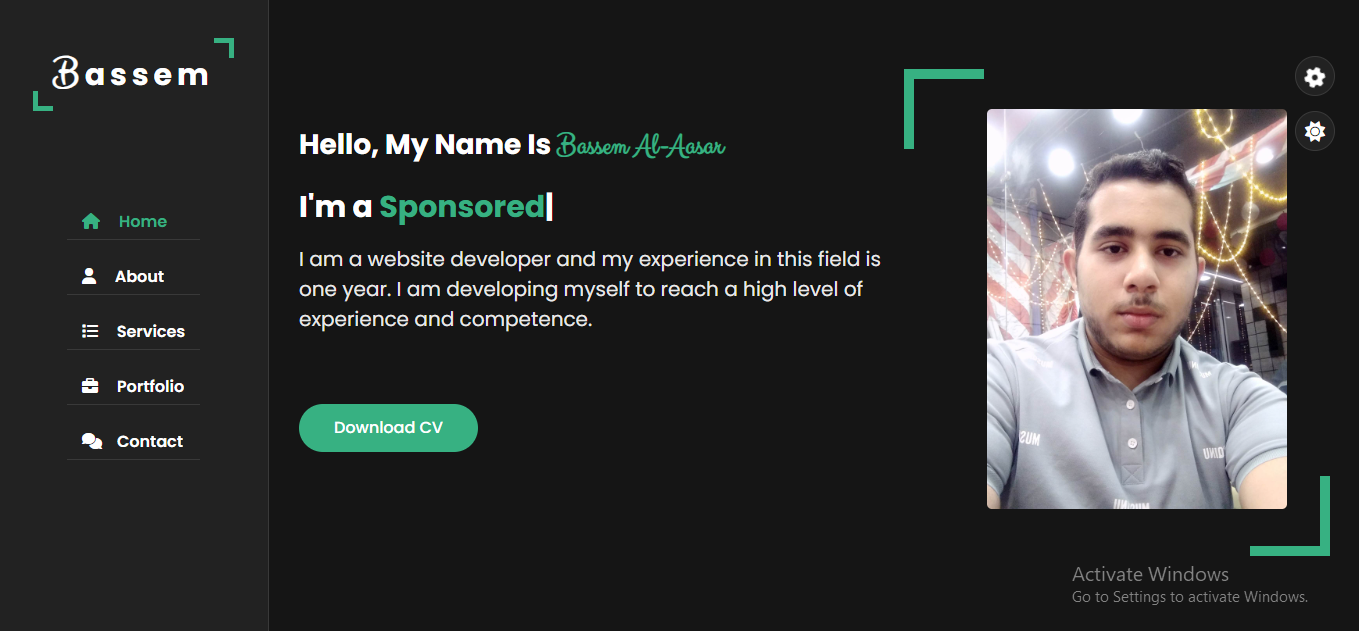 Bassem
Home
About
Services
Portfolio
Contact
Hello, My Name Is Bassem Al-Aasar
I'm a Sponsored|
I am a website developer and my experience in this field is
one year. I am developing myself to reach a high level of
experience and competence.
Download CV
Activate Windows
Go to Settings to activate Windows.